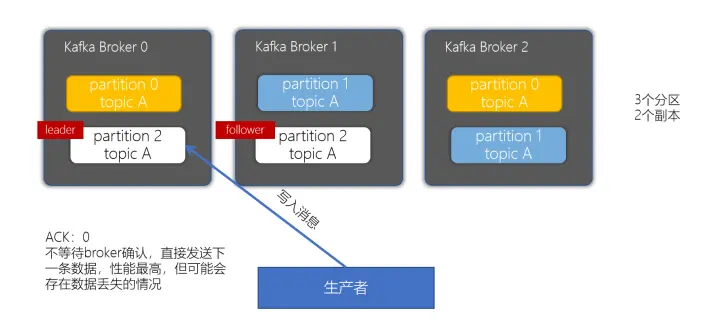 Kafka Broker 0
partition 0
topic A
leader
partition 2
topic A
Kafka Broker 1
partition 1
topic A
follower
partition 2
topic A
Kafka Broker 2
partition 0
topic A
partition 1
topic A
3个分区
2个副本
写入消息
ACK：0
不等待broker确认，直接发送下
一条数据，性能最高，但可能会
存在数据丢失的情况
生产者